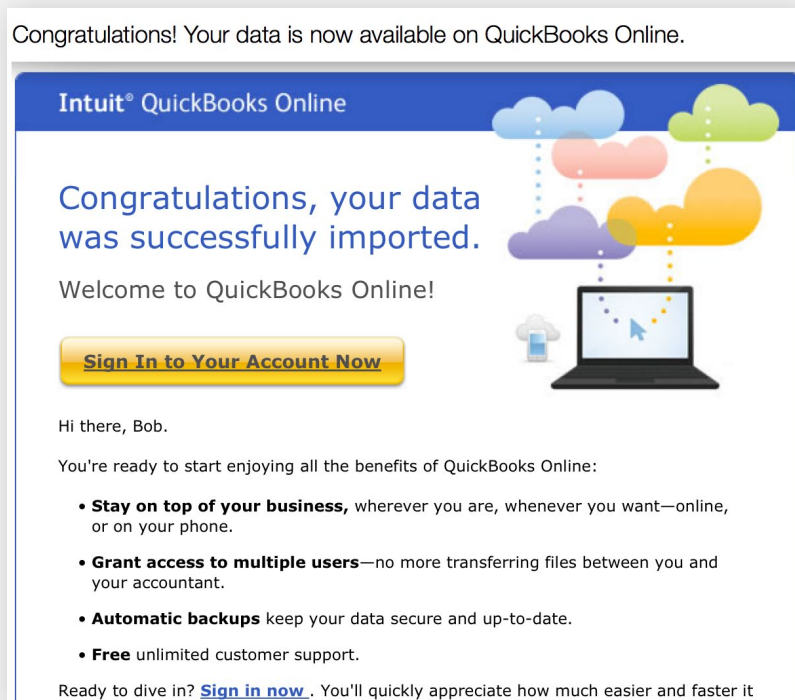 Congratulations! Your data is now available on QuickBooks Online.
Intuit® QuickBooks Online
Congratulations, your data
was successfully imported.
Welcome to QuickBooks Online!
Sign In to Your Account Now
Hi there, Bob.
You're ready to start enjoying all the benefits of QuickBooks Online:
• Stay on top of your business, wherever you are, whenever you want—online,
or on your phone.
• Grant access to multiple users—no more transferring files between you and
your accountant.
• Automatic backups keep your data secure and up-to-date.
• Free unlimited customer support.
Ready to dive in? Sign in now . You'll quickly appreciate how much easier and faster it